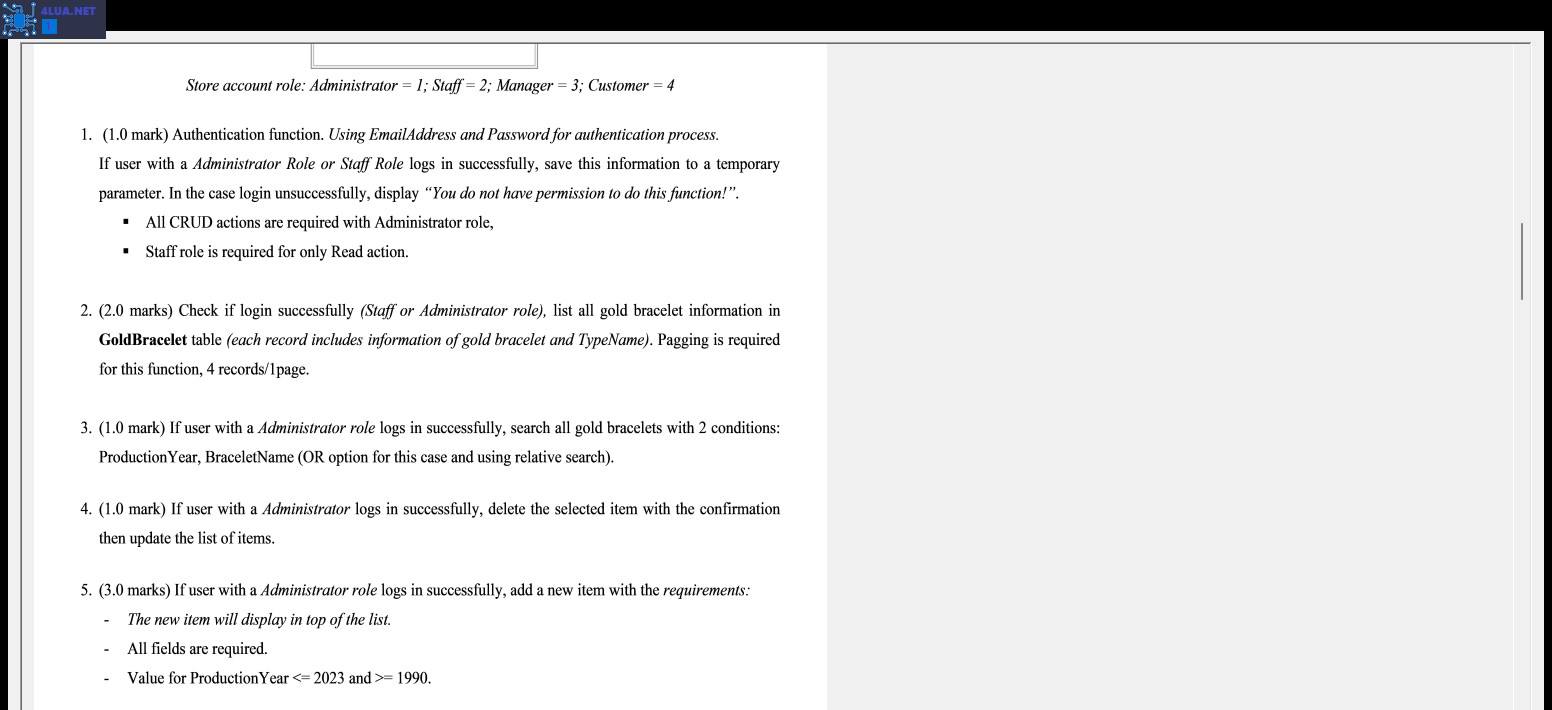 4LUA.NET
Store account role: Administrator = 1; Staff = 2; Manager = 3; Customer = 4
1. (1.0 mark) Authentication function. Using EmailAddress and Password for authentication process.
If user with a Administrator Role or Staff Role logs in successfully, save this information to a temporary
parameter. In the case login unsuccessfully, display “You do not have permission to do this function!”.
▪ All CRUD actions are required with Administrator role,
▪ Staff role is required for only Read action.
2. (2.0 marks) Check if login successfully (Staff or Administrator role), list all gold bracelet information in
GoldBracelet table (each record includes information of gold bracelet and TypeName). Pagging is required
for this function, 4 records/1page.
3. (1.0 mark) If user with a Administrator role logs in successfully, search all gold bracelets with 2 conditions:
ProductionYear, BraceletName (OR option for this case and using relative search).
4. (1.0 mark) If user with a Administrator logs in successfully, delete the selected item with the confirmation
then update the list of items.
5. (3.0 marks) If user with a Administrator role logs in successfully, add a new item with the requirements:
- The new item will display in top of the list.
- All fields are required.
- Value for ProductionYear <= 2023 and >= 1990.